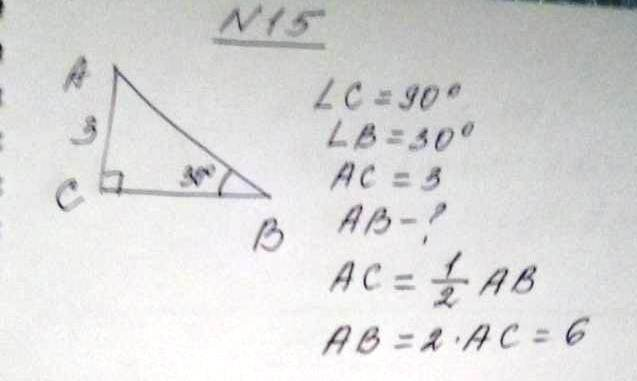 N15
A
3
C
30°
B
∠C = 90°
∠B = 30°
AC = 3
AB - ?
AC = 1/2 AB
AB = 2 · AC = 6